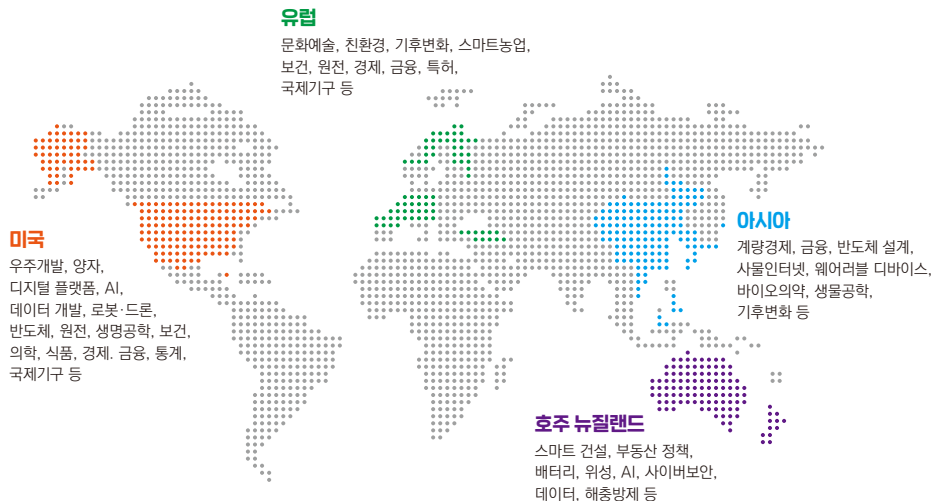 유럽
문화예술, 친환경, 기후변화, 스마트농업,
보건, 원전, 경제, 금융, 특허,
국제기구 등
미국
우주개발, 양자,
디지털 플랫폼, AI,
데이터 개발, 로봇·드론,
반도체, 원전, 생명공학, 보건,
의학, 식품, 경제. 금융, 통계,
국제기구 등
아시아
계량경제, 금융, 반도체 설계,
사물인터넷, 웨어러블 디바이스,
바이오의약, 생물공학,
기후변화 등
호주 뉴질랜드
스마트 건설, 부동산 정책,
배터리, 위성, AI, 사이버보안,
데이터, 해충방제 등